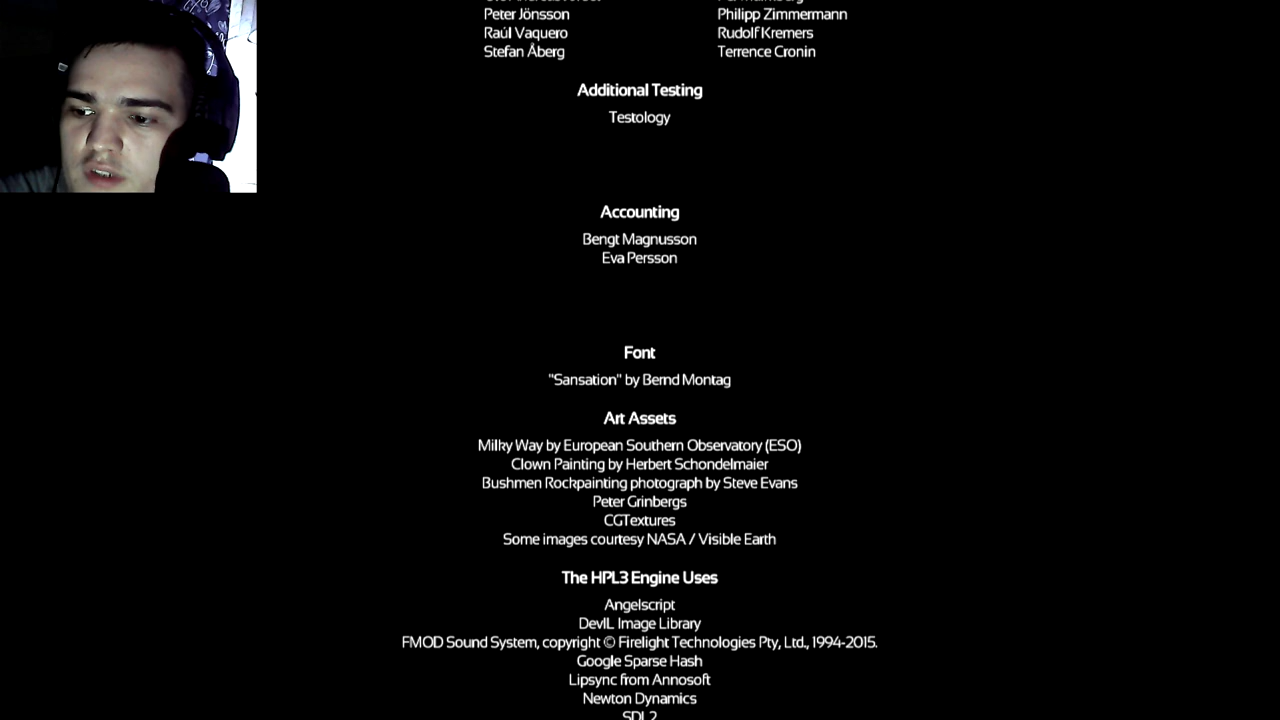 Peter Jönsson
Raúl Vaquero
Stefan Åberg
Philipp Zimmermann
Rudolf Kremers
Terrence Cronin
Additional Testing
Testology
Accounting
Bengt Magnusson
Eva Persson
Font
"Sansation" by Bernd Montag
Art Assets
Milky Way by European Southern Observatory (ESO)
Clown Painting by Herbert Schondelmaier
Bushmen Rockpainting photograph by Steve Evans
Peter Grinbergs
CGTextures
Some images courtesy NASA / Visible Earth
The HPL3 Engine Uses
Angelscript
DevIL Image Library
FMOD Sound System, copyright © Firelight Technologies Pty, Ltd., 1994-2015.
Google Sparse Hash
Lipsync from Annosoft
Newton Dynamics
SDL2